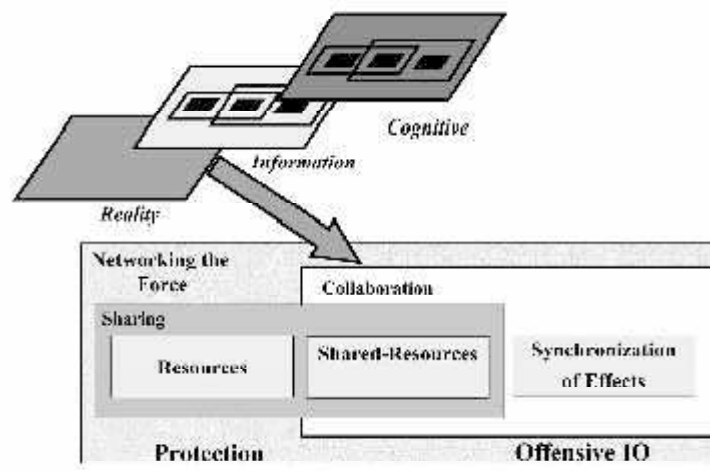 Cognitive
Information
Reality
Networking the
Force
Collaboration
Sharing
Resources
Shared-Resources
Synchronization
of Effects
Protection
Offensive IO